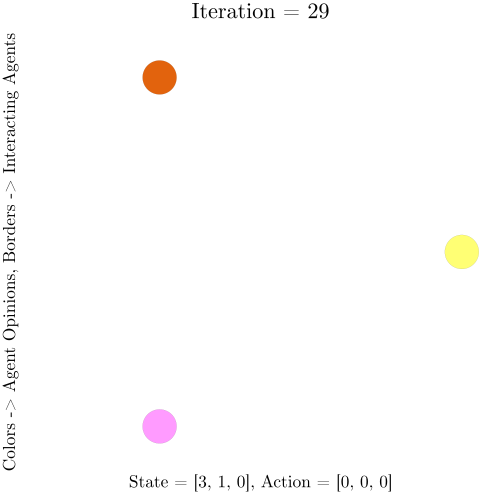 Iteration = 29
Colors -> Agent Opinions, Borders -> Interacting Agents
State = [3, 1, 0], Action = [0, 0, 0]